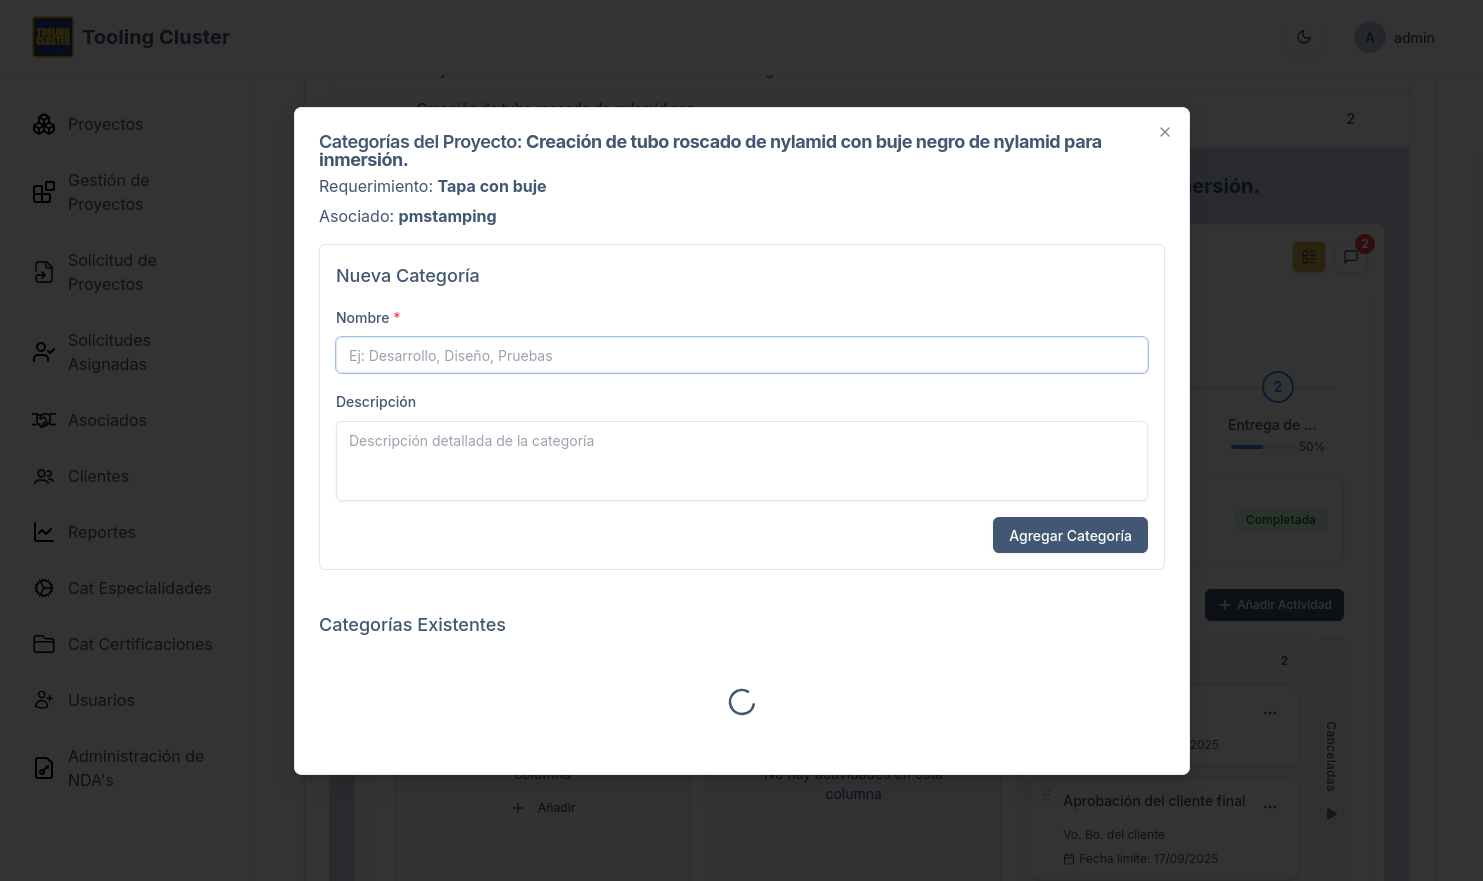 TOOLING CLUSTER
Tooling Cluster
A
admin
Proyectos
Gestión de
Proyectos
Solicitud de
Proyectos
Solicitudes
Asignadas
Asociados
Clientes
Reportes
Cat Especialidades
Cat Certificaciones
Usuarios
Administración de
NDA's
2
Categorías del Proyecto: Creación de tubo roscado de nylamid con buje negro de nylamid para
inmersión.
Requerimiento: Tapa con buje
Asociado: pmstamping
Nueva Categoría
Nombre *
Ej: Desarrollo, Diseño, Pruebas
Descripción
Descripción detallada de la categoría
Agregar Categoría
Categorías Existentes
2
2
Entrega de ...
50%
Completada
+ Añadir Actividad
2
...
2025
Canceladas
columna
+ Añadir
No hay actividades en esta
columna
Aprobación del cliente final
...
Vo. Bo. del cliente
Fecha límite: 17/09/2025